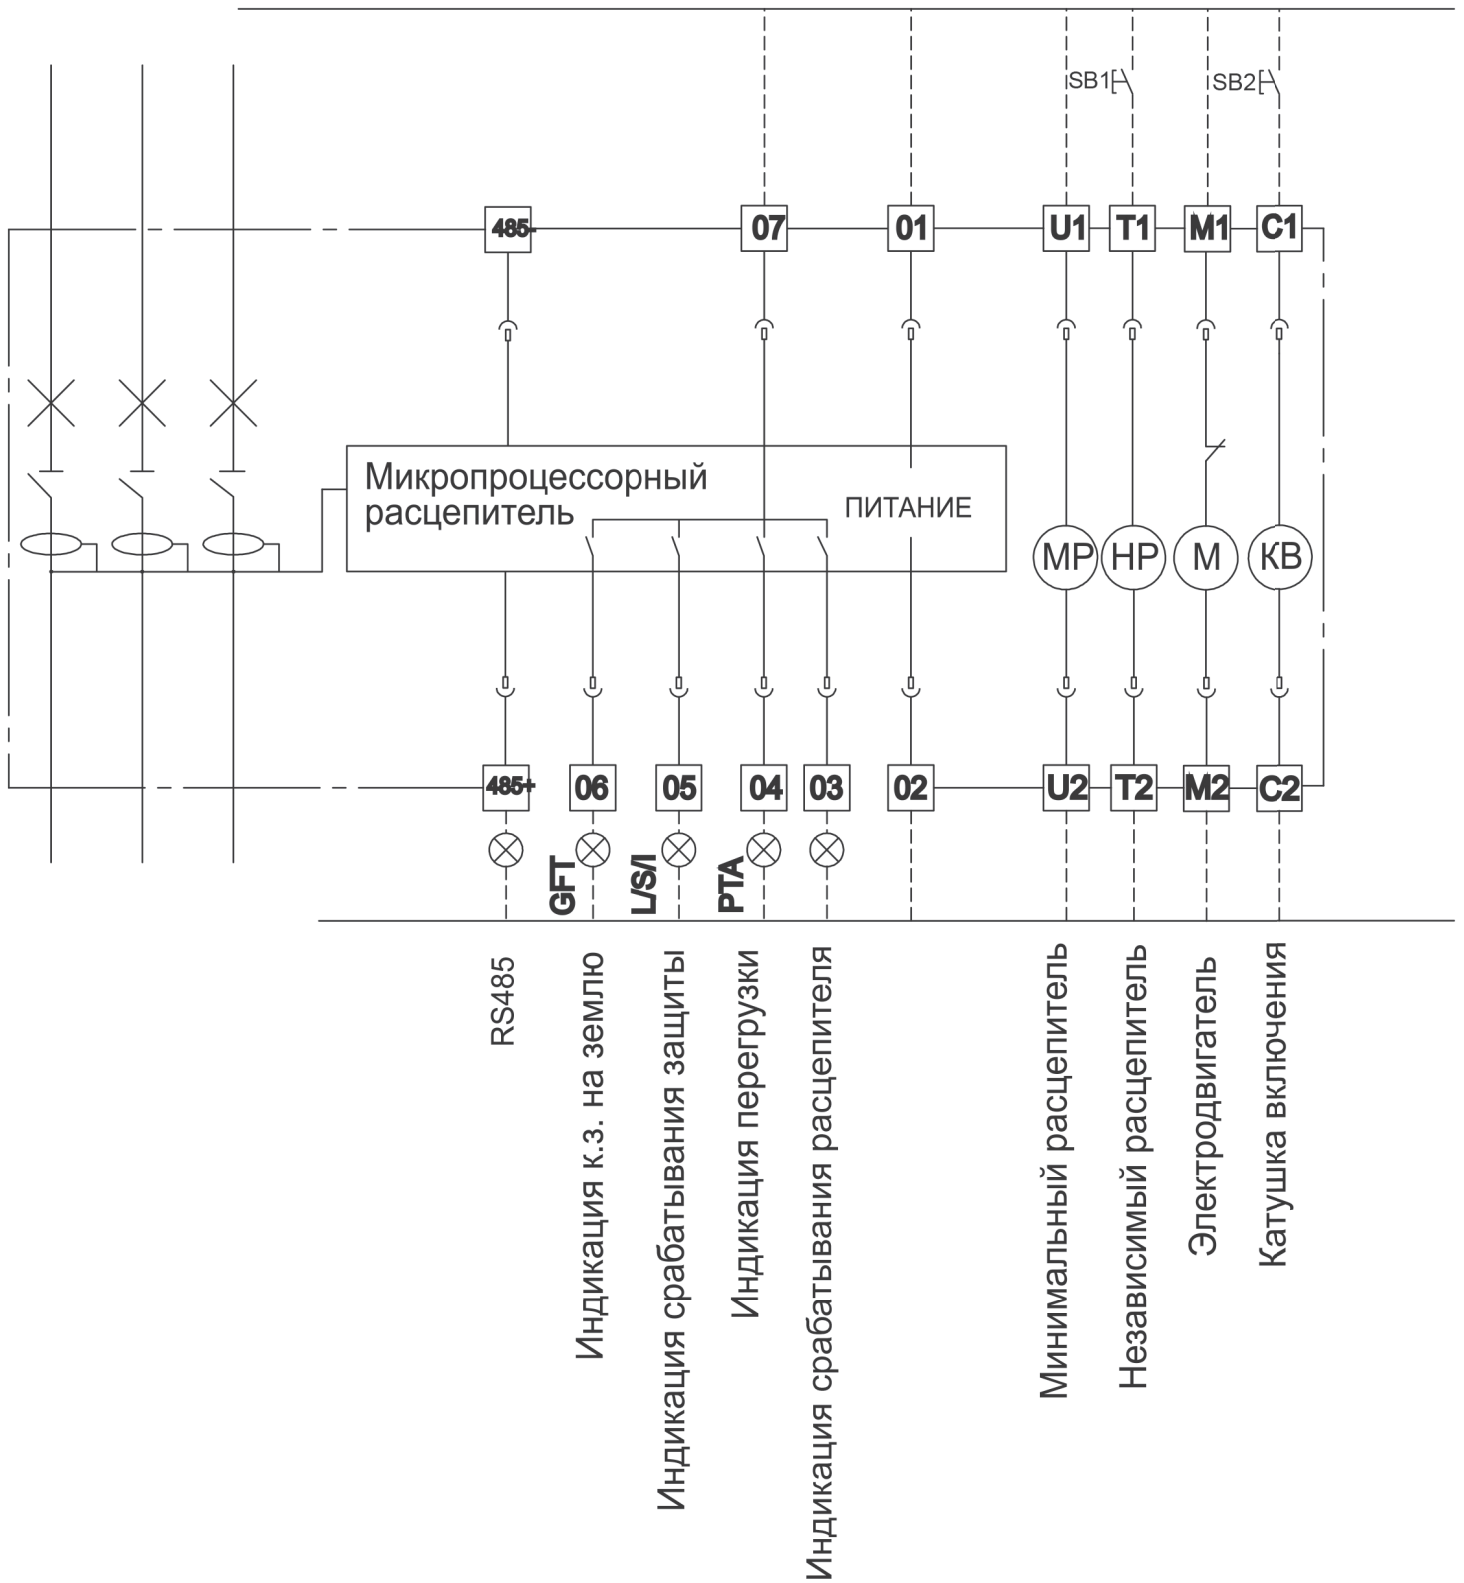 SB1
SB2
485-
07
01
U1
T1
M1
C1
Микропроцессорный
расцепитель
ПИТАНИЕ
МР
НР
М
КВ
485+
06
05
04
03
02
U2
T2
M2
C2
GFT
L/S/I
PTA
RS485
Индикация к.з. на землю
Индикация срабатывания защиты
Индикация перегрузки
Индикация срабатывания расцепителя
Минимальный расцепитель
Независимый расцепитель
Электродвигатель
Катушка включения